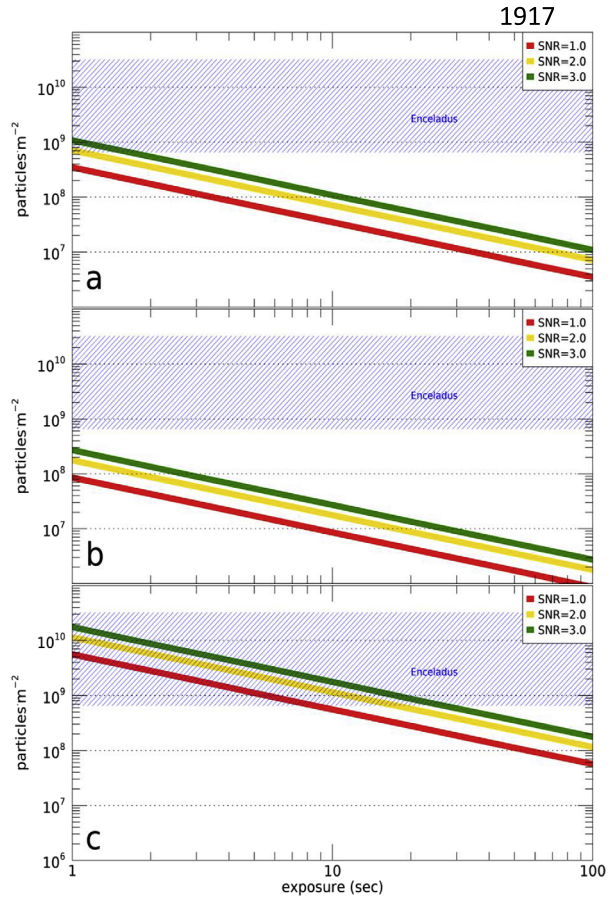 1917
SNR=1.0
SNR=2.0
SNR=3.0
10¹⁰
10⁹
10⁸
10⁷
particles·m⁻²
Enceladus
a
SNR=1.0
SNR=2.0
SNR=3.0
10¹⁰
10⁹
10⁸
10⁷
particles·m⁻²
Enceladus
b
SNR=1.0
SNR=2.0
SNR=3.0
10¹⁰
10⁹
10⁸
10⁷
10⁶
particles·m⁻²
Enceladus
c
1 10 100
exposure (sec)